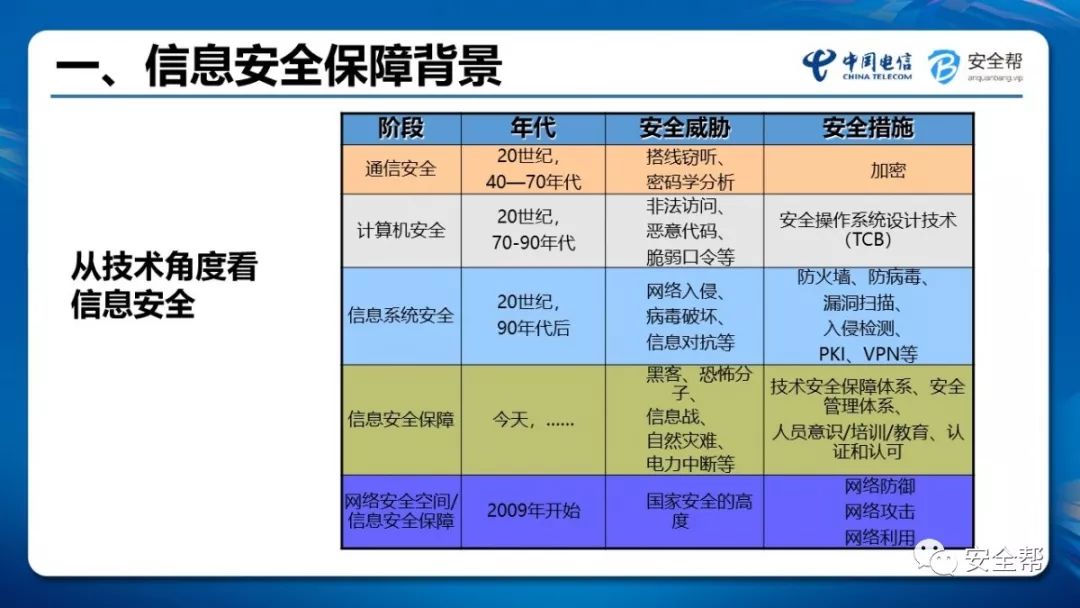 一、信息安全保障背景
中国电信
CHINA TELECOM
安全帮
anquanbang.vip
从技术角度看
信息安全
阶段 年代 安全威胁 安全措施
通信安全
20世纪,
40—70年代
搭线窃听、
密码学分析
加密
计算机安全
20世纪,
70-90年代
非法访问、
恶意代码、
脆弱口令等
安全操作系统设计技术
(TCB)
信息系统安全
20世纪,
90年代后
网络入侵、
病毒破坏、
信息对抗等
防火墙、防病毒、
漏洞扫描、
入侵检测、
PKI、VPN等
信息安全保障
今天,……
黑客、恐怖分
子、
信息战、
自然灾难、
电力中断等
技术安全保障体系、安全
管理体系、
人员意识/培训/教育、认
证和认可
网络安全空间/
信息安全保障
2009年开始
国家安全的高
度
网络防御
网络攻击
网络利用
安全帮